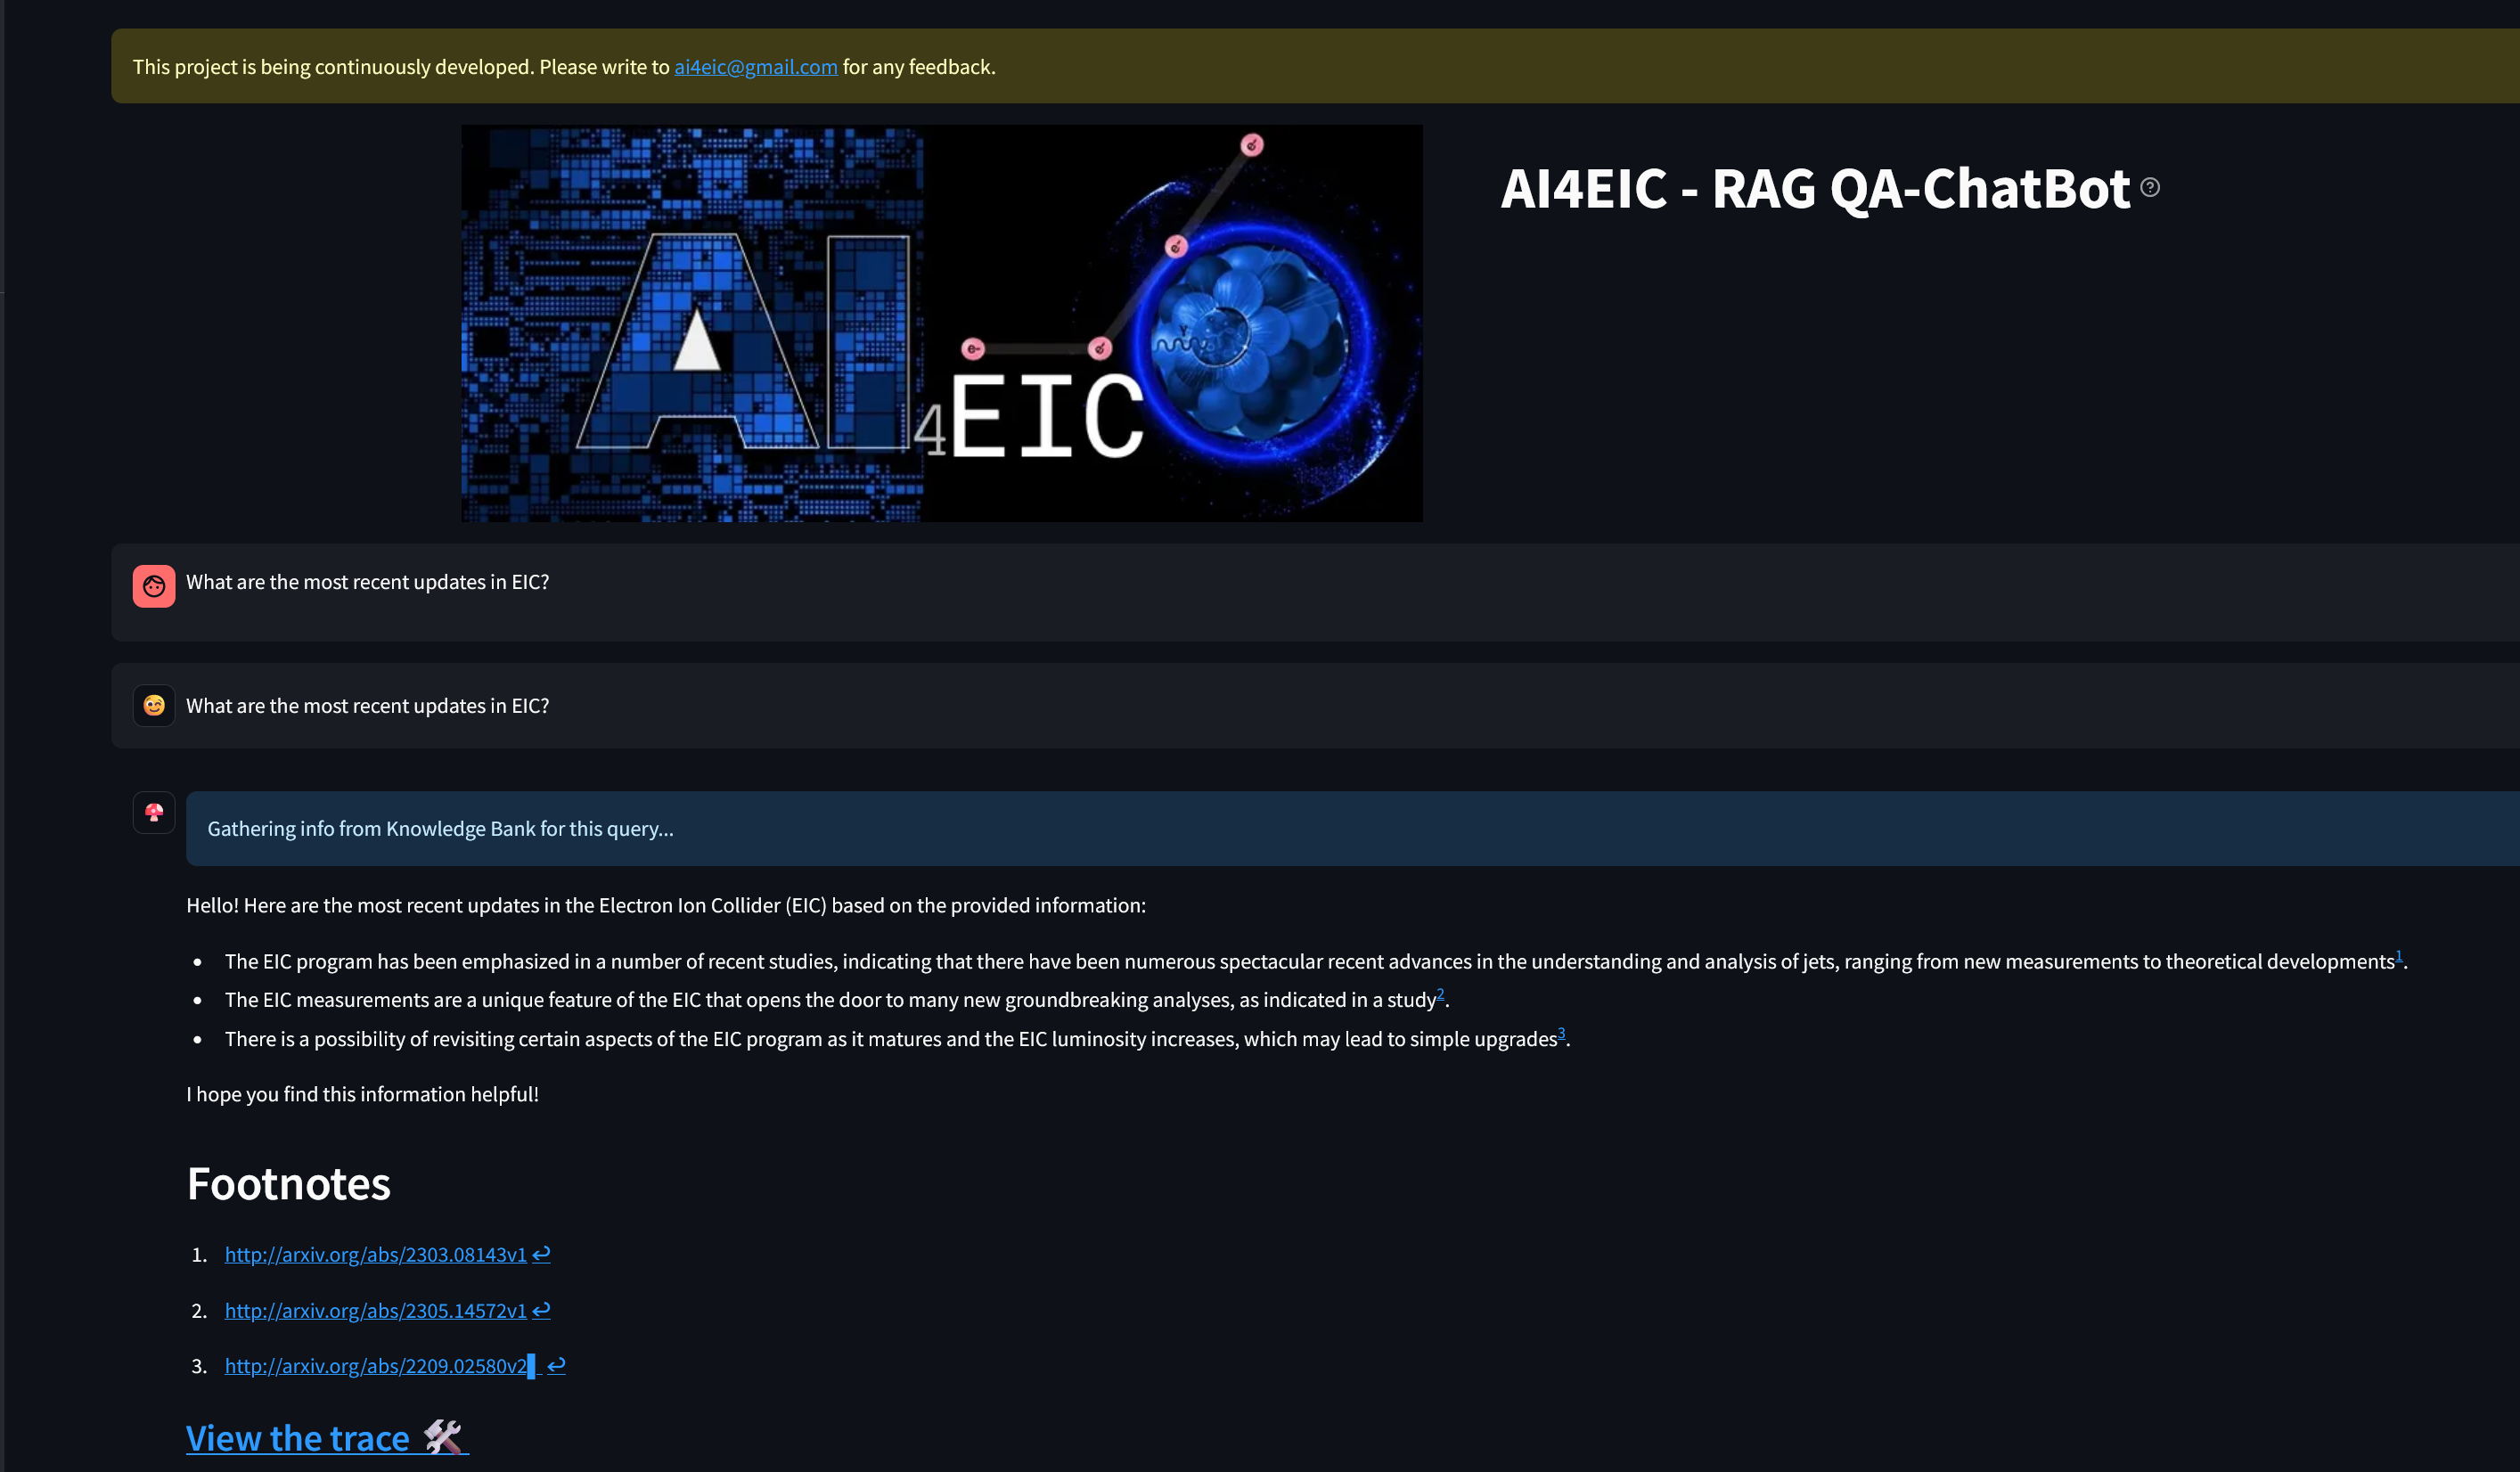 This project is being continuously developed. Please write to ai4eic@gmail.com for any feedback.
AI4EIC - RAG QA-ChatBot
AI
4EIC
e-
What are the most recent updates in EIC?
What are the most recent updates in EIC?
Gathering info from Knowledge Bank for this query...
Hello! Here are the most recent updates in the Electron Ion Collider (EIC) based on the provided information:
• The EIC program has been emphasized in a number of recent studies, indicating that there have been numerous spectacular recent advances in the understanding and analysis of jets, ranging from new measurements to theoretical developments1.
• The EIC measurements are a unique feature of the EIC that opens the door to many new groundbreaking analyses, as indicated in a study2.
• There is a possibility of revisiting certain aspects of the EIC program as it matures and the EIC luminosity increases, which may lead to simple upgrades3.
I hope you find this information helpful!
Footnotes
1. http://arxiv.org/abs/2303.08143v1 ↩
2. http://arxiv.org/abs/2305.14572v1 ↩
3. http://arxiv.org/abs/2209.02580v2▌ ↩
View the trace 🛠️